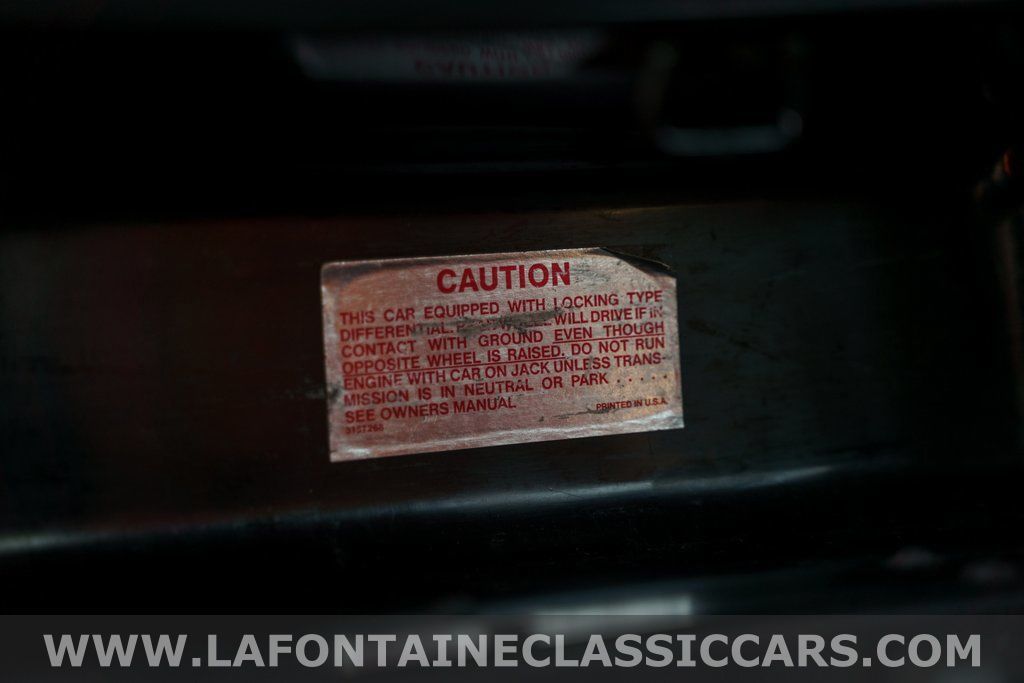 CAUTION
THIS CAR EQUIPPED WITH LOCKING TYPE
DIFFERENTIAL. WILL DRIVE IF IN
CONTACT WITH GROUND EVEN THOUGH
OPPOSITE WHEEL IS RAISED. DO NOT RUN
ENGINE WITH CAR ON JACK UNLESS TRANS-
MISSION IS IN NEUTRAL OR PARK . . . . .
SEE OWNERS MANUAL
PRINTED IN U.S.A.
WWW.LAFONTAINECLASSICCARS.COM